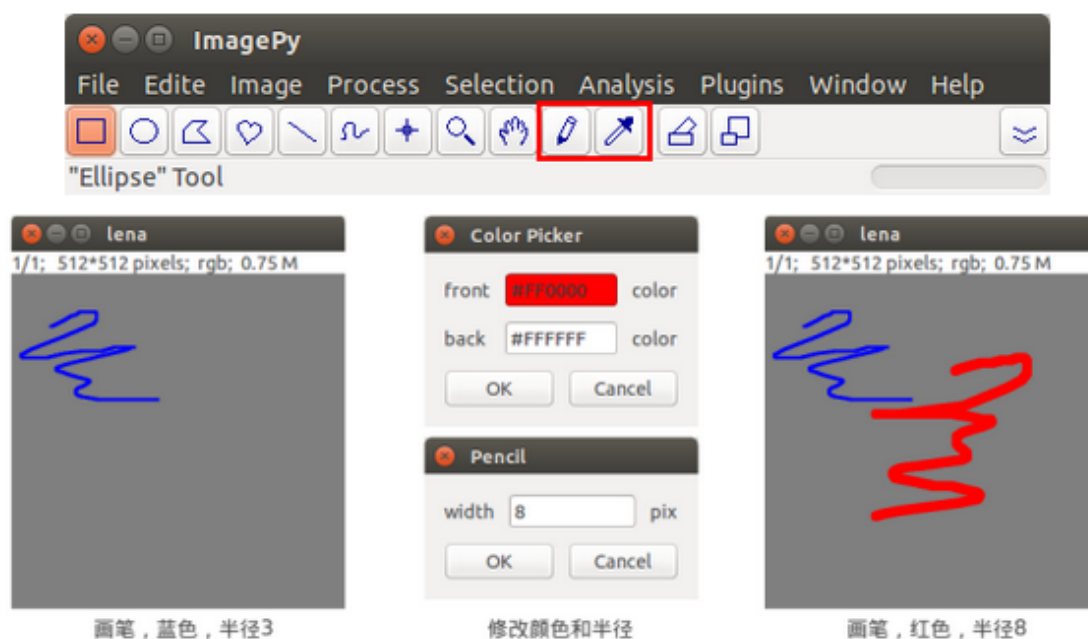 ImagePy
File Edite Image Process Selection Analysis Plugins Window Help
"Ellipse" Tool
lena
1/1; 512*512 pixels; rgb; 0.75 M
Color Picker
front #FF0000 color
back #FFFFFF color
OK Cancel
Pencil
width 8 pix
OK Cancel
lena
1/1; 512*512 pixels; rgb; 0.75 M
画笔，蓝色，半径3
修改颜色和半径
画笔，红色，半径8